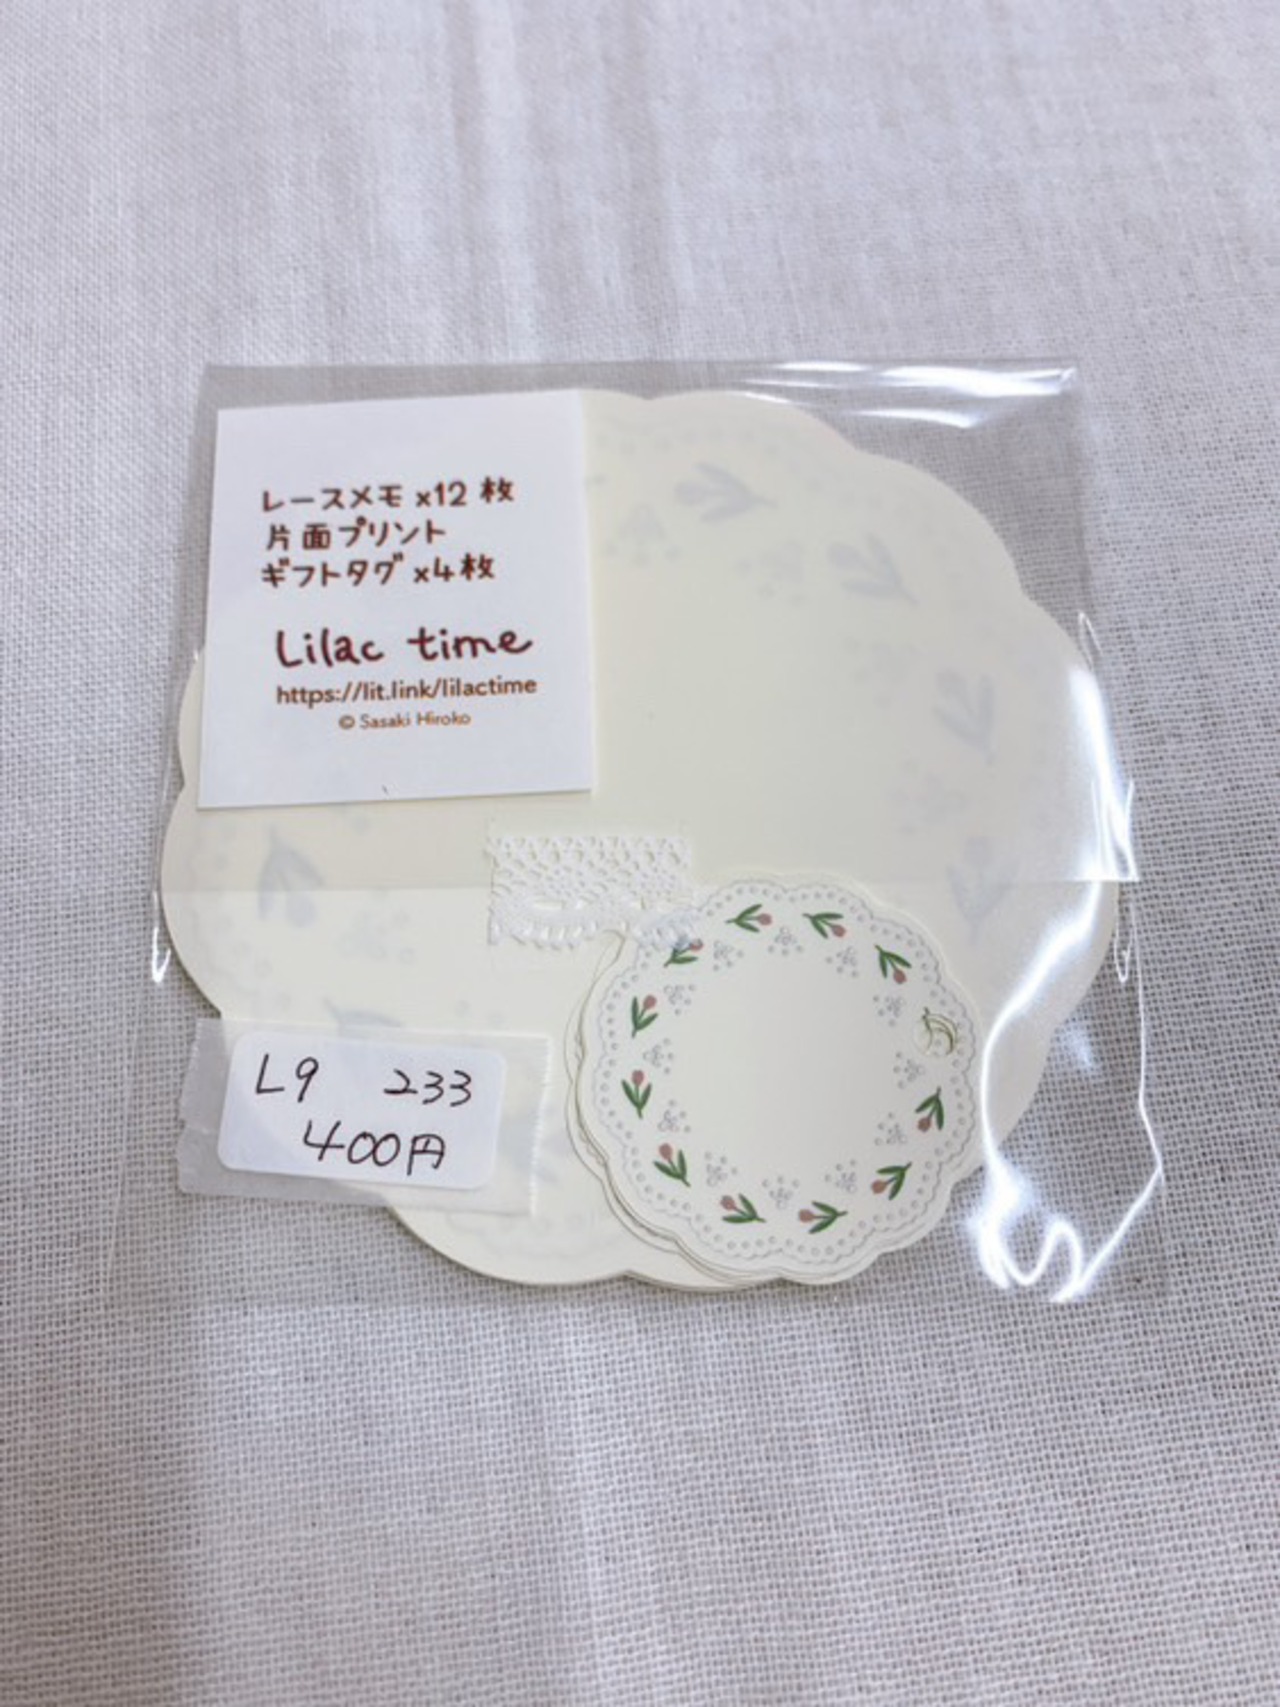 レースメモ x12 枚
片面プリント
ギフトタグ x4枚
Lilac time
https://lit.link/lilactime
© Sasaki Hiroko
L9 233
400円